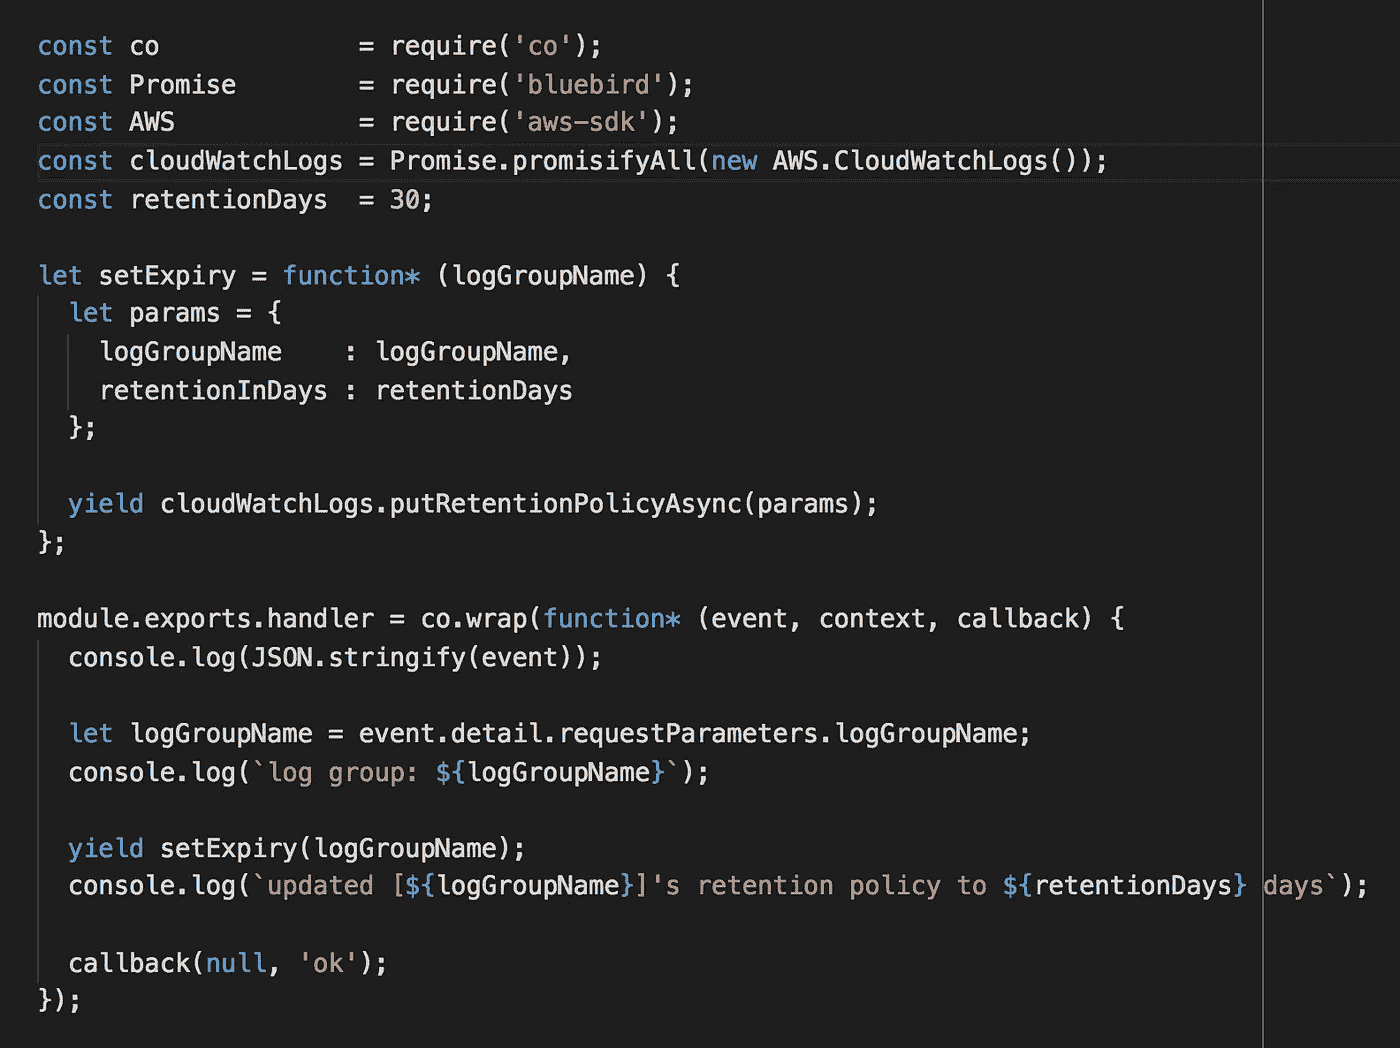 const co             = require('co');
const Promise        = require('bluebird');
const AWS            = require('aws-sdk');
const cloudWatchLogs = Promise.promisifyAll(new AWS.CloudWatchLogs());
const retentionDays  = 30;

let setExpiry = function* (logGroupName) {
  let params = {
    logGroupName    : logGroupName,
    retentionInDays : retentionDays
  };

  yield cloudWatchLogs.putRetentionPolicyAsync(params);
};

module.exports.handler = co.wrap(function* (event, context, callback) {
  console.log(JSON.stringify(event));

  let logGroupName = event.detail.requestParameters.logGroupName;
  console.log(`log group: ${logGroupName}`);

  yield setExpiry(logGroupName);
  console.log(`updated [${logGroupName}]'s retention policy to ${retentionDays} days`);

  callback(null, 'ok');
});